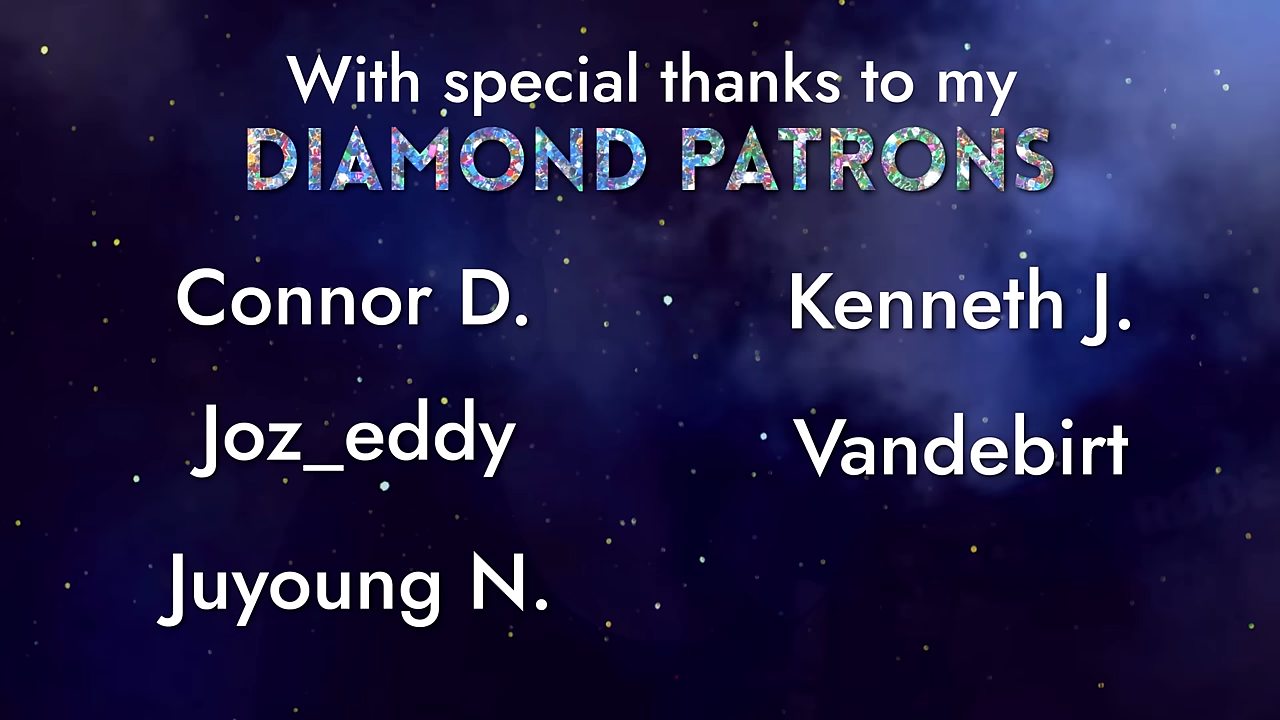 With special thanks to my
DIAMOND PATRONS
Connor D.
Kenneth J.
Joz_eddy
Vandebirt
Juyoung N.